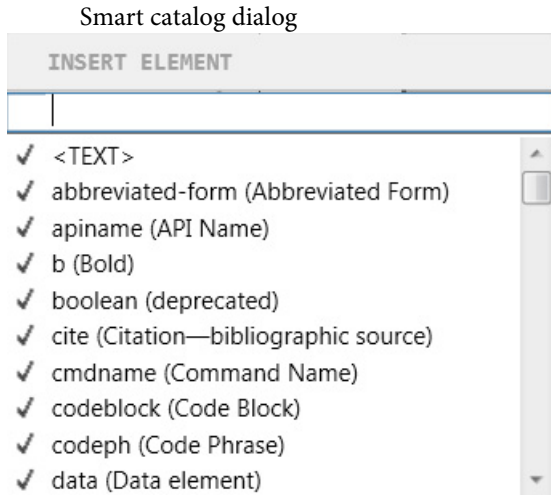 Smart catalog dialog
INSERT ELEMENT
<TEXT>
abbreviated-form (Abbreviated Form)
apiname (API Name)
b (Bold)
boolean (deprecated)
cite (Citation—bibliographic source)
cmdname (Command Name)
codeblock (Code Block)
codeph (Code Phrase)
data (Data element)